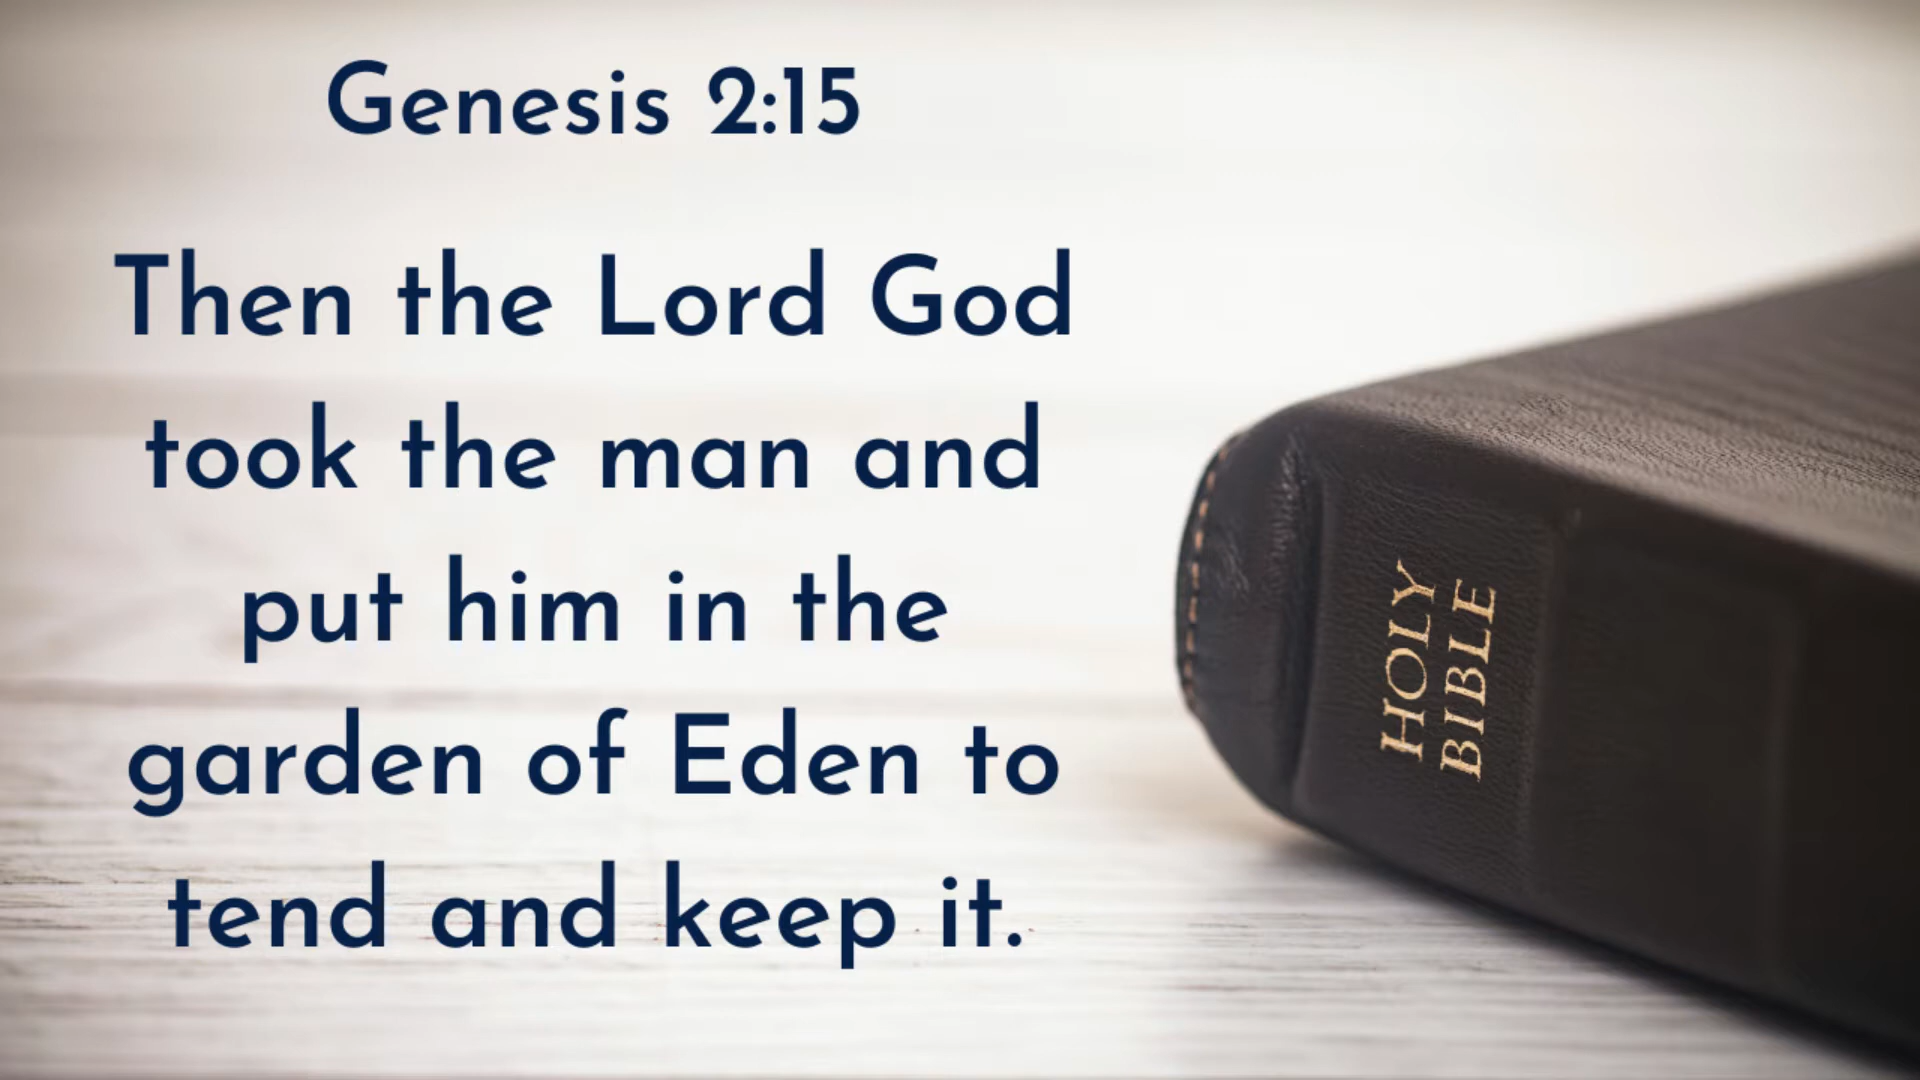 Genesis 2:15
Then the Lord God
took the man and
put him in the
garden of Eden to
tend and keep it.
HOLY
BIBLE